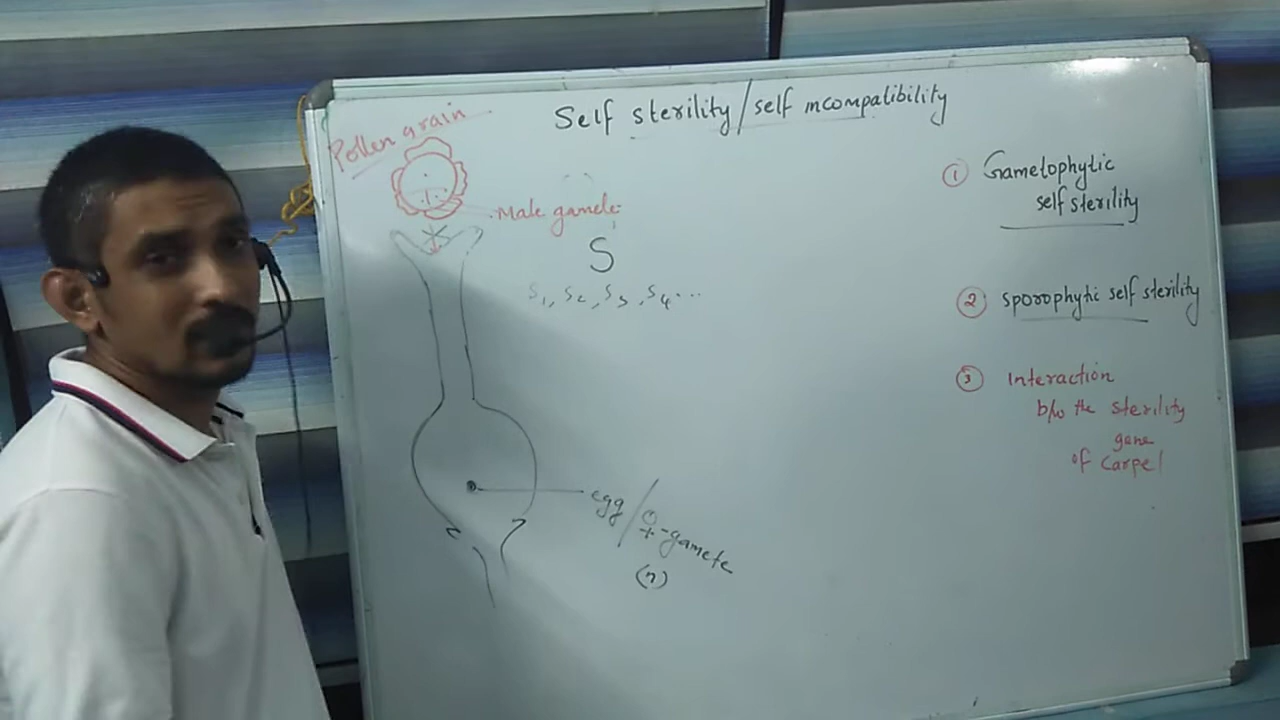 Self sterility/self incompatibility
Pollen grain
Male gamete
S
S1, S2, S3, S4...
egg/♀-gamete
(n)
① Gametophytic
self sterility
② Sporophytic self sterility
③ Interaction
b/w the sterility
gene
of Carpel